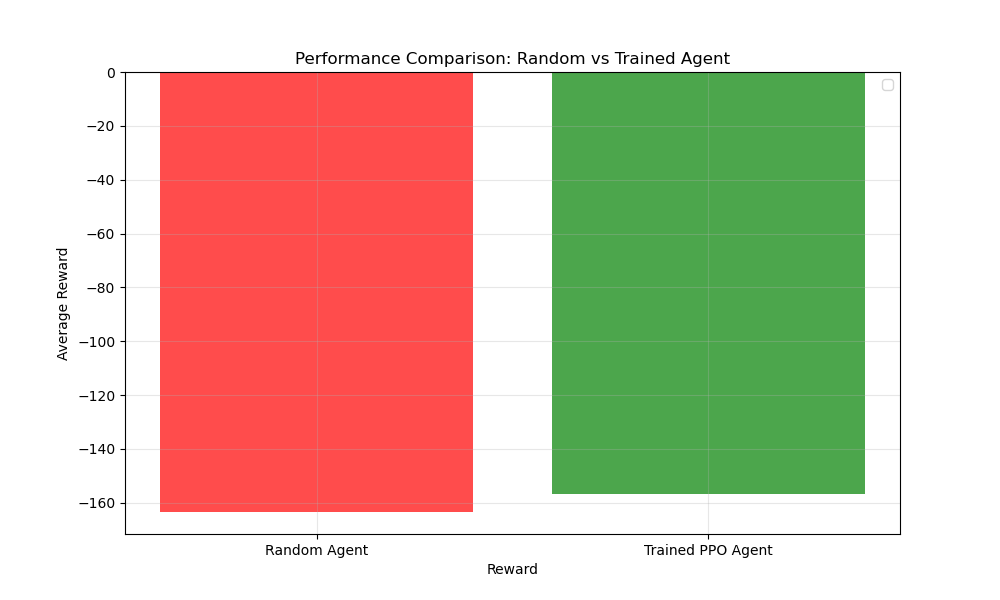 Performance Comparison: Random vs Trained Agent
0
−20
−40
−60
−80
−100
−120
−140
−160
Average Reward
Random Agent
Trained PPO Agent
Reward